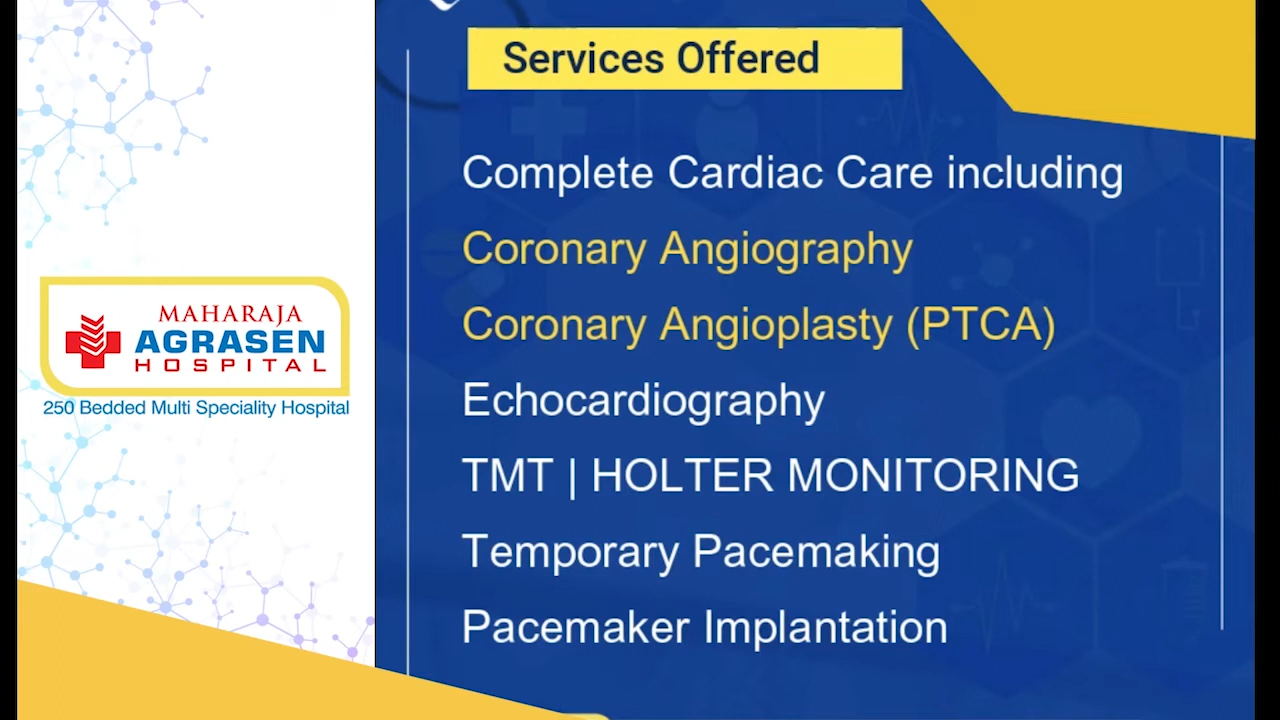 MAHARAJA
AGRASEN
HOSPITAL
250 Bedded Multi Speciality Hospital
Services Offered
Complete Cardiac Care including
Coronary Angiography
Coronary Angioplasty (PTCA)
Echocardiography
TMT | HOLTER MONITORING
Temporary Pacemaking
Pacemaker Implantation